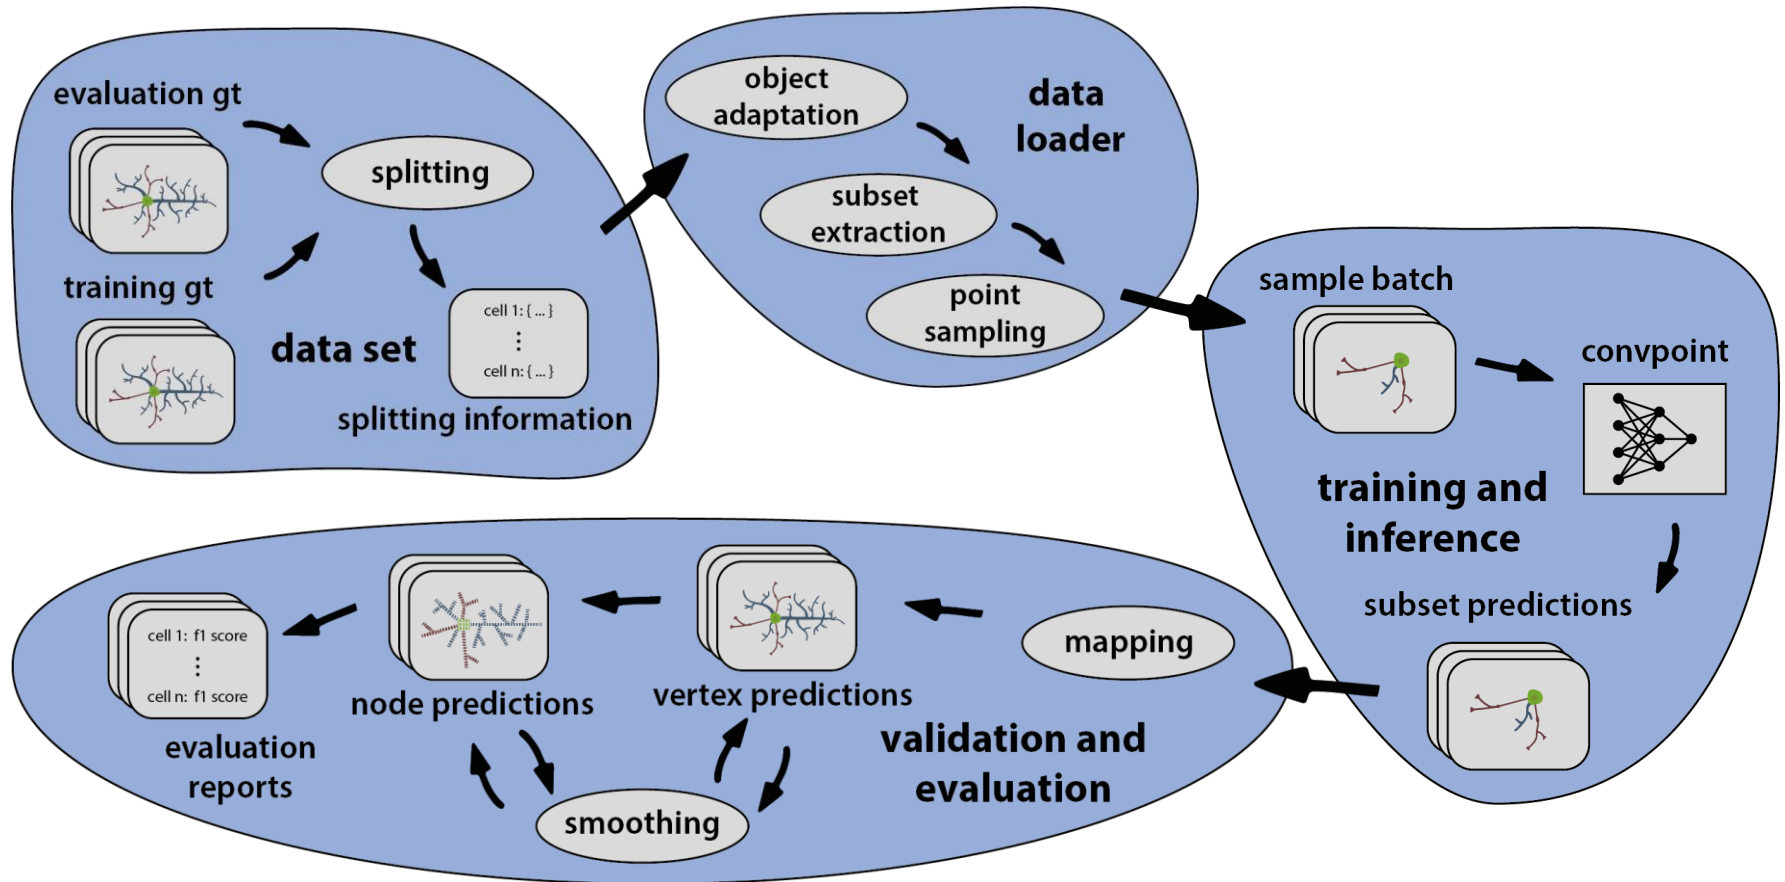 evaluation gt
splitting
training gt
data set
cell 1: { ... }
⋮
cell n: { ... }
splitting information
object
adaptation
data
loader
subset
extraction
point
sampling
sample batch
convpoint
training and
inference
subset predictions
mapping
vertex predictions
node predictions
cell 1: f1 score
⋮
cell n: f1 score
evaluation
reports
smoothing
validation and
evaluation